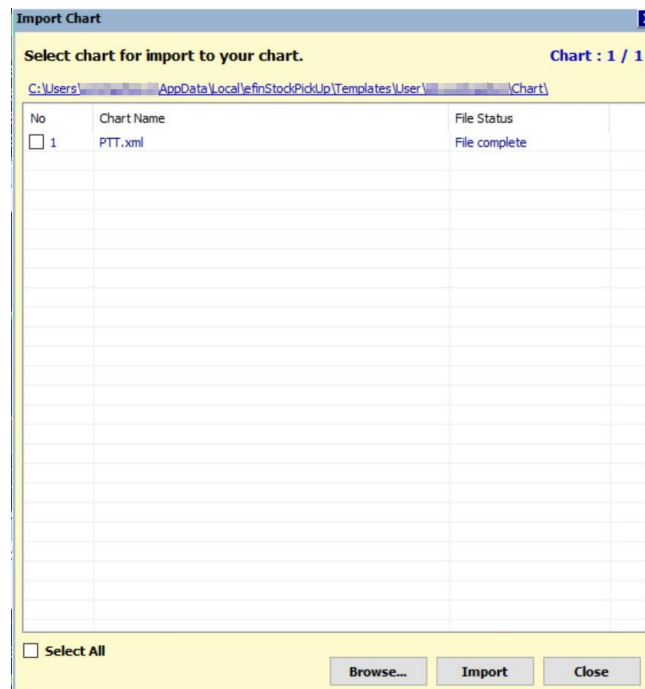 Import Chart
Select chart for import to your chart. Chart : 1 / 1
C:\Users\ AppData\Local\efinStockPickUp\Templates\User\ \Chart\
No Chart Name File Status
1 PTT.xml File complete
Select All
Browse... Import Close